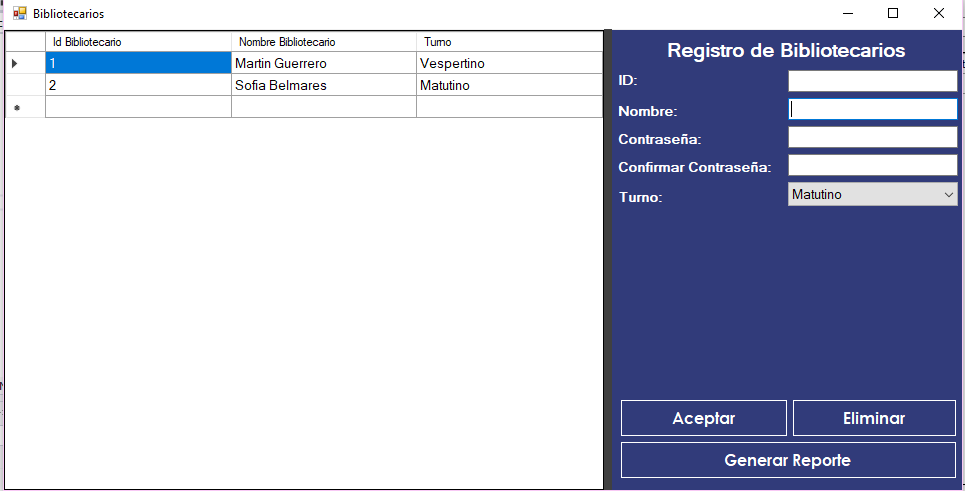 Bibliotecarios
Id Bibliotecario Nombre Bibliotecario Turno
1 Martin Guerrero Vespertino
2 Sofia Belmares Matutino
Registro de Bibliotecarios
ID:
Nombre:
Contraseña:
Confirmar Contraseña:
Turno: Matutino
Aceptar Eliminar
Generar Reporte